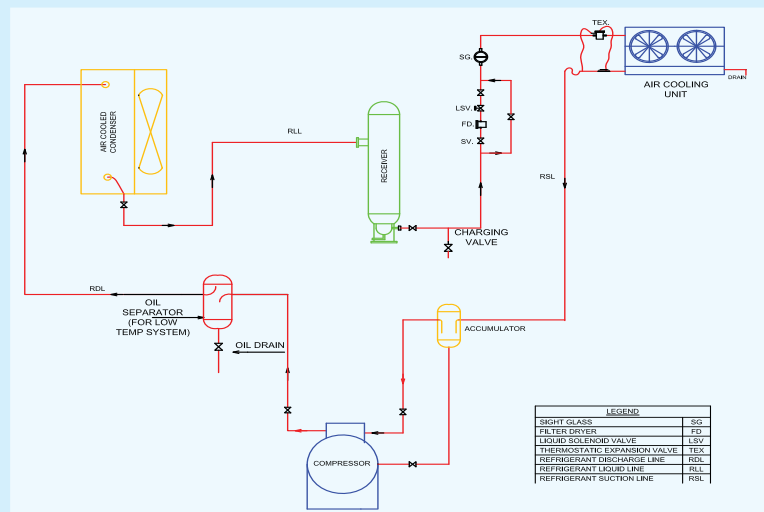 TEX.
SG.
DRAIN
AIR COOLING
UNIT
AIR COOLED
CONDENSER
LSV.
FD.
SV.
RLL
RECEIVER
RSL
CHARGING
VALVE
RDL
OIL
SEPARATOR
(FOR LOW
TEMP SYSTEM)
OIL DRAIN
ACCUMULATOR
COMPRESSOR
LEGEND
SIGHT GLASS SG
FILTER DRYER FD
LIQUID SOLENOID VALVE LSV
THERMOSTATIC EXPANSION VALVE TEX
REFRIGERANT DISCHARGE LINE RDL
REFRIGERANT LIQUID LINE RLL
REFRIGERANT SUCTION LINE RSL